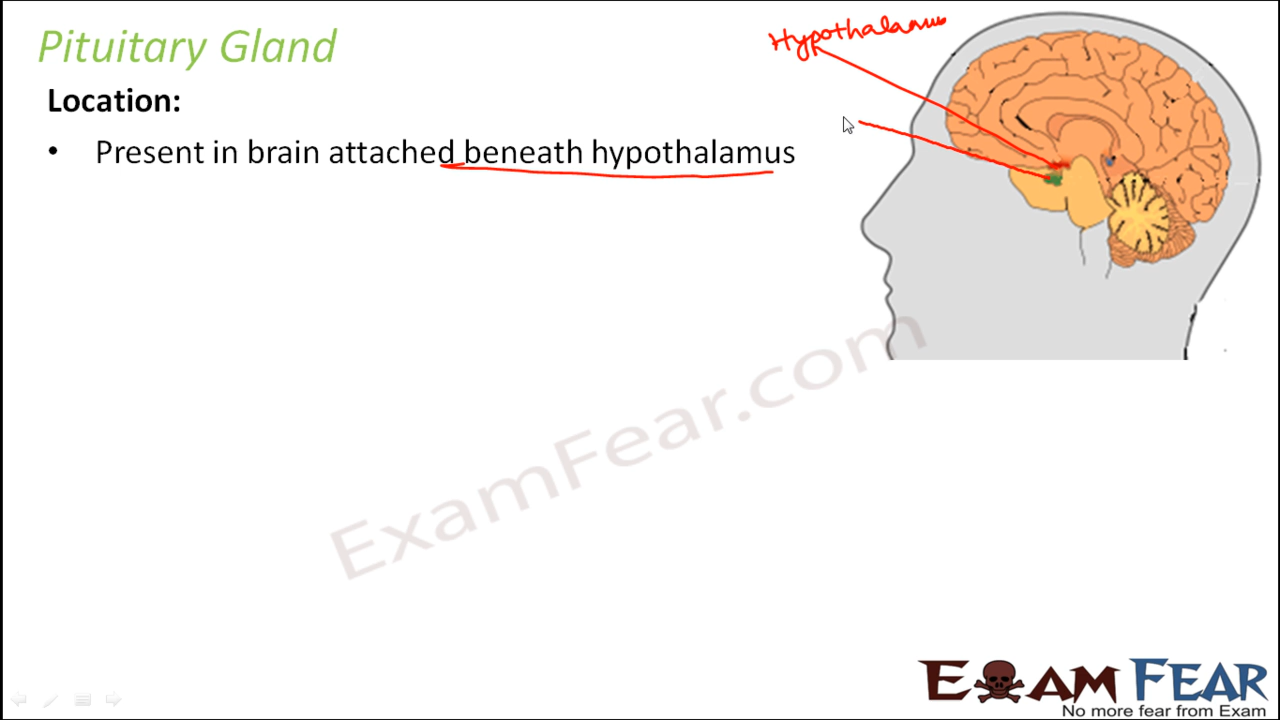 Pituitary Gland
Hypothalamus
Location:
• Present in brain attached beneath hypothalamus
ExamFear.com
EXAM FEAR
No more fear from Exam